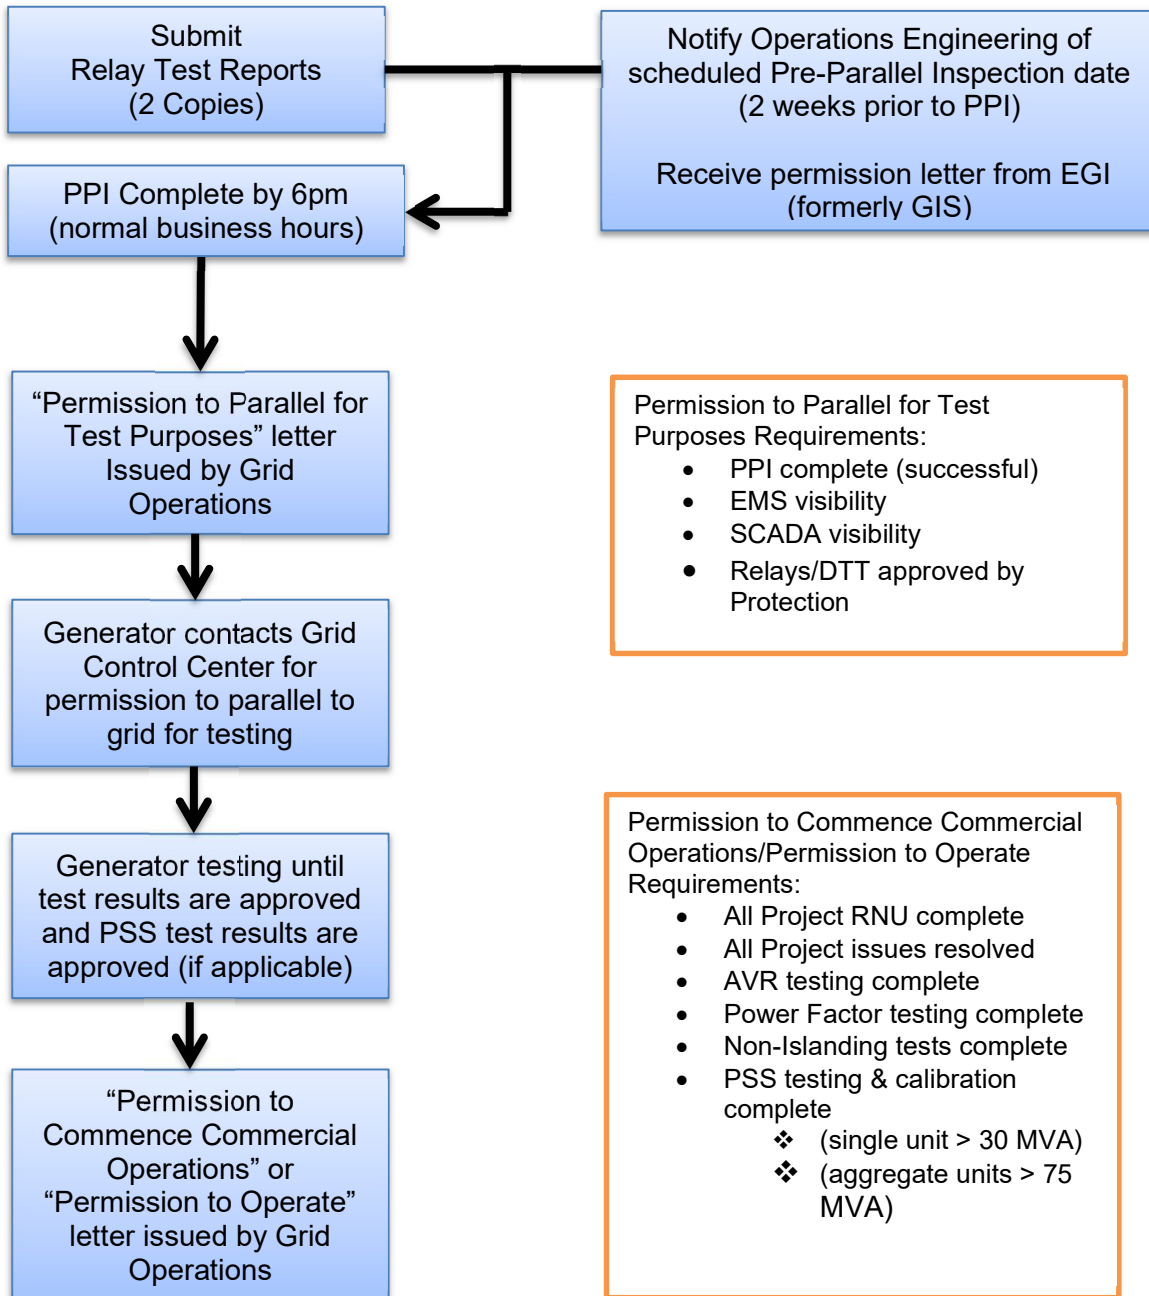 Submit
Relay Test Reports
(2 Copies)
Notify Operations Engineering of
scheduled Pre-Parallel Inspection date
(2 weeks prior to PPI)
Receive permission letter from EGI
(formerly GIS)
PPI Complete by 6pm
(normal business hours)
“Permission to Parallel for
Test Purposes” letter
Issued by Grid
Operations
Permission to Parallel for Test
Purposes Requirements:
• PPI complete (successful)
• EMS visibility
• SCADA visibility
• Relays/DTT approved by
Protection
Generator contacts Grid
Control Center for
permission to parallel to
grid for testing
Generator testing until
test results are approved
and PSS test results are
approved (if applicable)
Permission to Commence Commercial
Operations/Permission to Operate
Requirements:
• All Project RNU complete
• All Project issues resolved
• AVR testing complete
• Power Factor testing complete
• Non-Islanding tests complete
• PSS testing & calibration
complete
❖ (single unit > 30 MVA)
❖ (aggregate units > 75
MVA)
“Permission to
Commence Commercial
Operations” or
“Permission to Operate”
letter issued by Grid
Operations